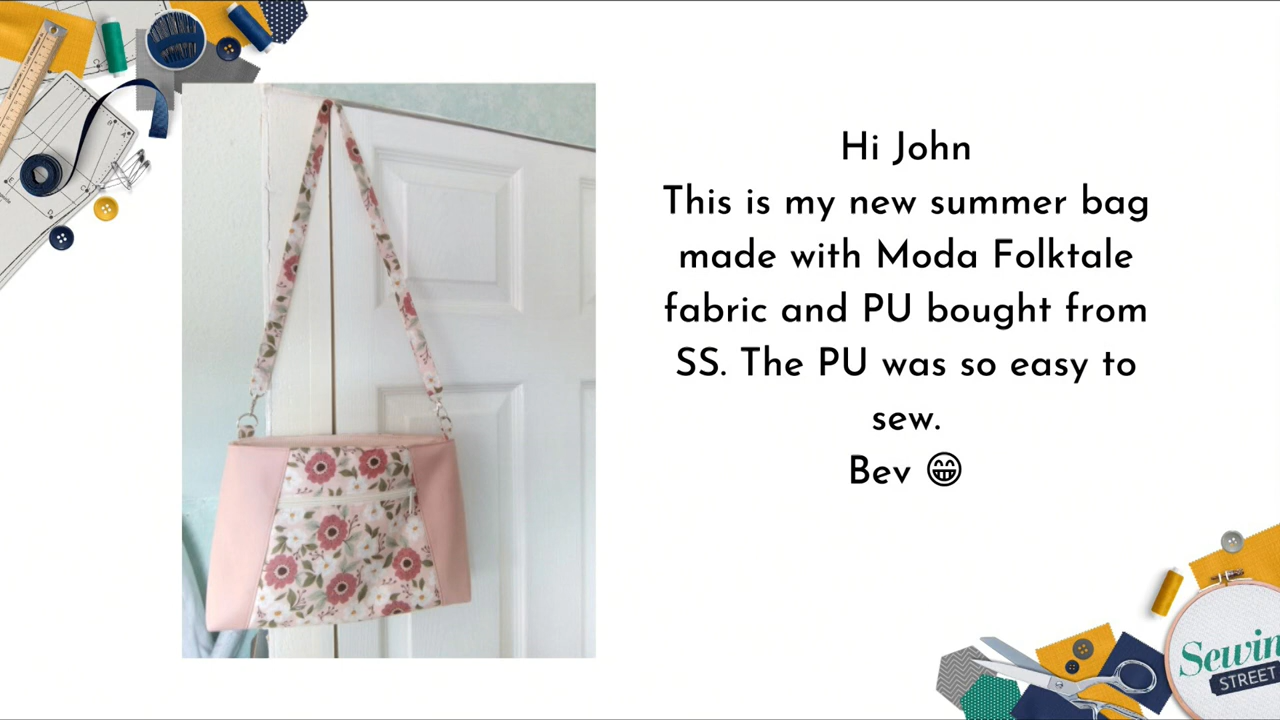 Hi John
This is my new summer bag
made with Moda Folktale
fabric and PU bought from
SS. The PU was so easy to
sew.
Bev 😁
Sewin
STREET